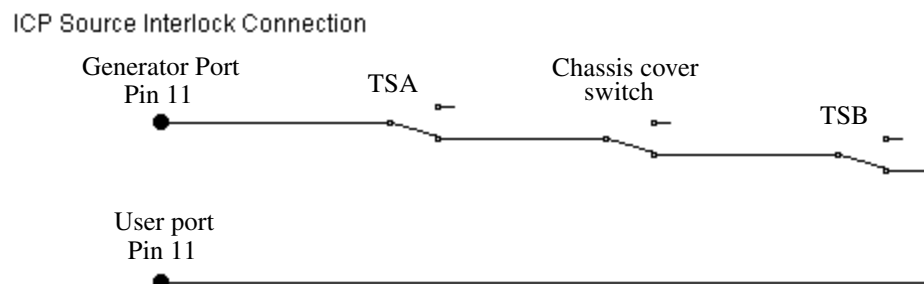 ICP Source Interlock Connection
Generator Port
Pin 11
TSA
Chassis cover
switch
TSB
User port
Pin 11